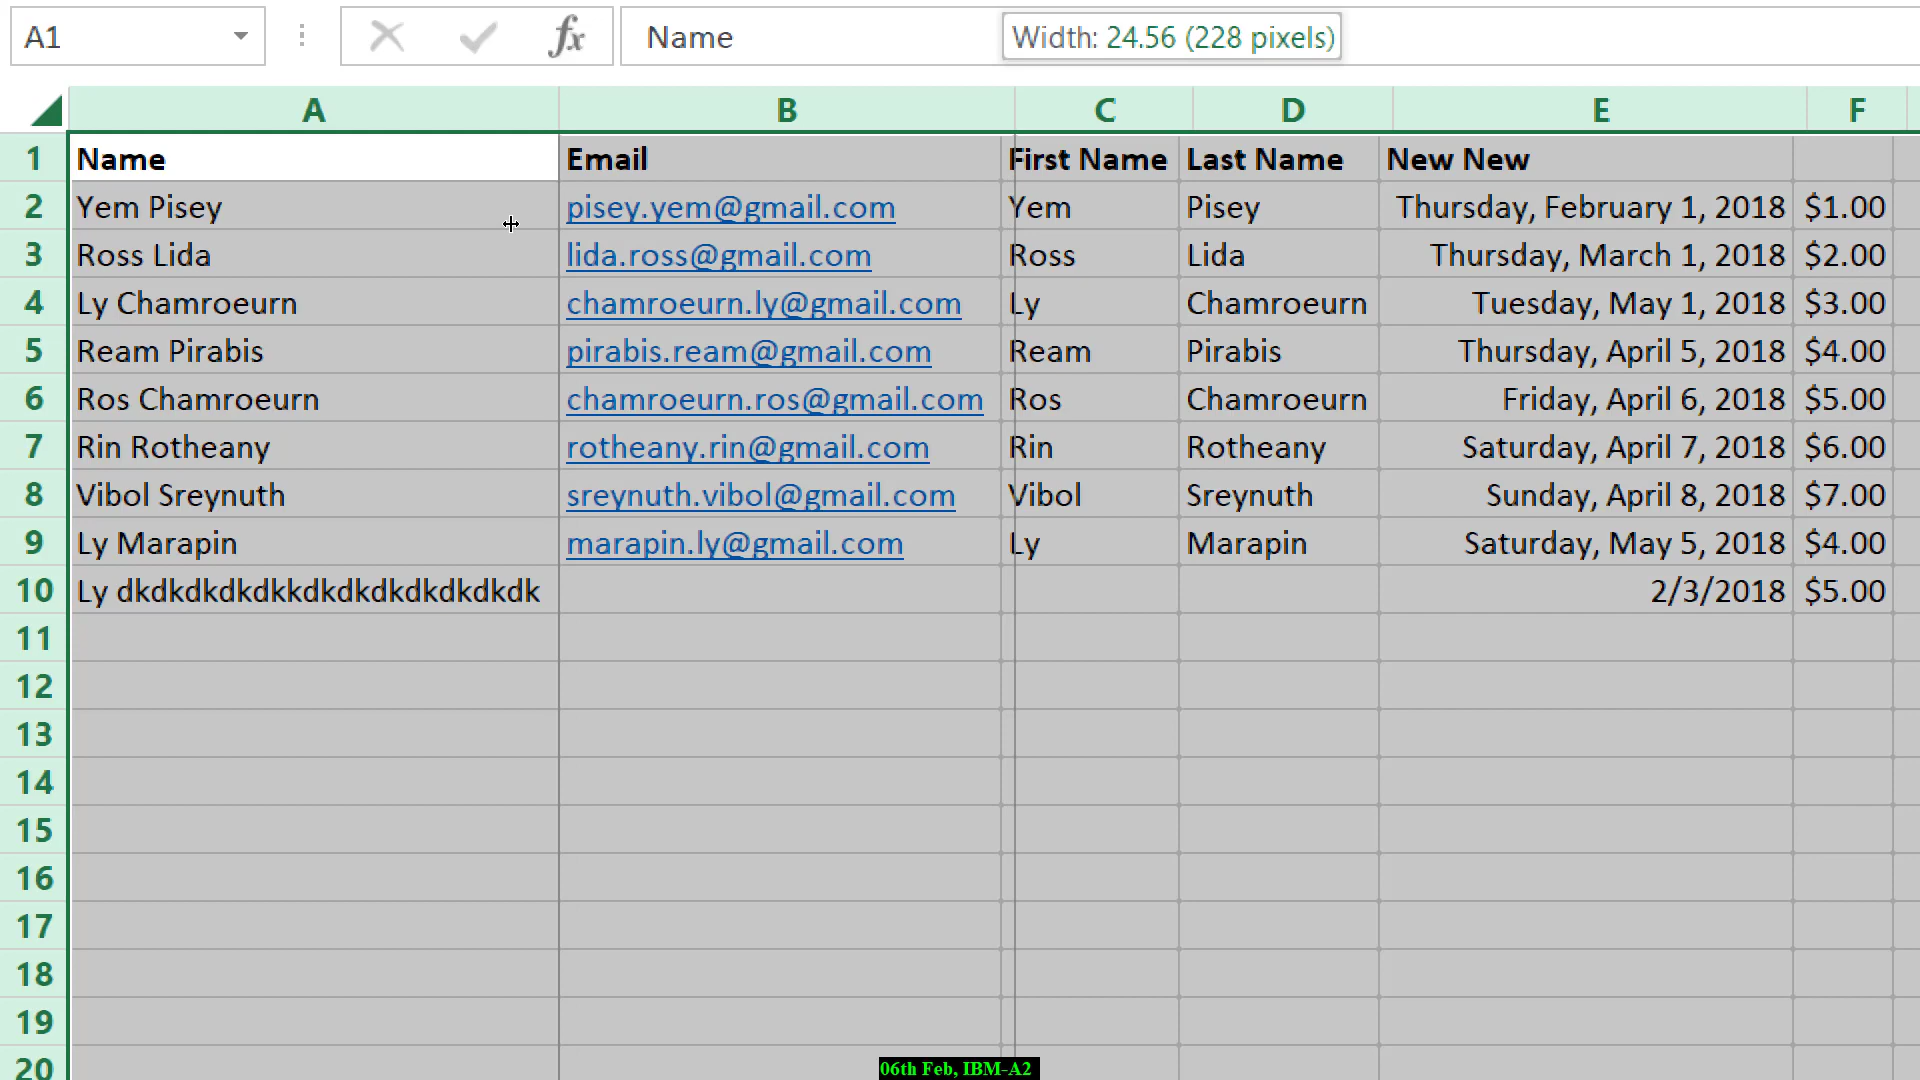 A1 fx Name Width: 24.56 (228 pixels)
A B C D E F
1 Name Email First Name Last Name New New
2 Yem Pisey pisey.yem@gmail.com Yem Pisey Thursday, February 1, 2018 $1.00
3 Ross Lida lida.ross@gmail.com Ross Lida Thursday, March 1, 2018 $2.00
4 Ly Chamroeurn chamroeurn.ly@gmail.com Ly Chamroeurn Tuesday, May 1, 2018 $3.00
5 Ream Pirabis pirabis.ream@gmail.com Ream Pirabis Thursday, April 5, 2018 $4.00
6 Ros Chamroeurn chamroeurn.ros@gmail.com Ros Chamroeurn Friday, April 6, 2018 $5.00
7 Rin Rotheany rotheany.rin@gmail.com Rin Rotheany Saturday, April 7, 2018 $6.00
8 Vibol Sreynuth sreynuth.vibol@gmail.com Vibol Sreynuth Sunday, April 8, 2018 $7.00
9 Ly Marapin marapin.ly@gmail.com Ly Marapin Saturday, May 5, 2018 $4.00
10 Ly dkdkdkdkdkkdkdkdkdkdkdkdk 2/3/2018 $5.00
11
12
13
14
15
16
17
18
19
20
06th Feb, IBM-A2